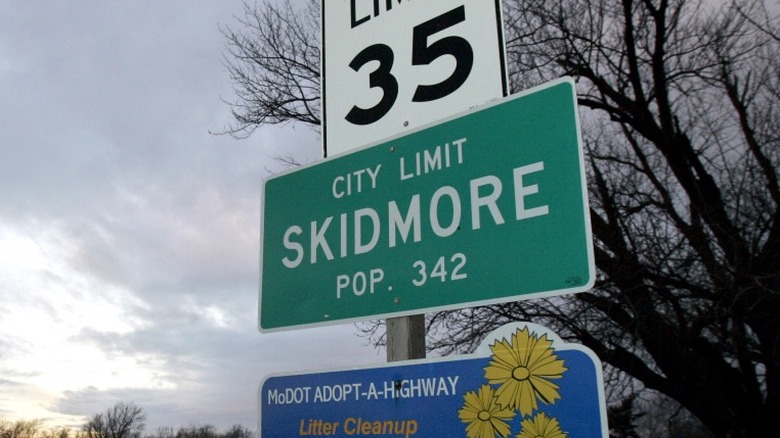 35
CITY LIMIT
SKIDMORE
POP. 342
MoDOT ADOPT-A-HIGHWAY
Litter Cleanup